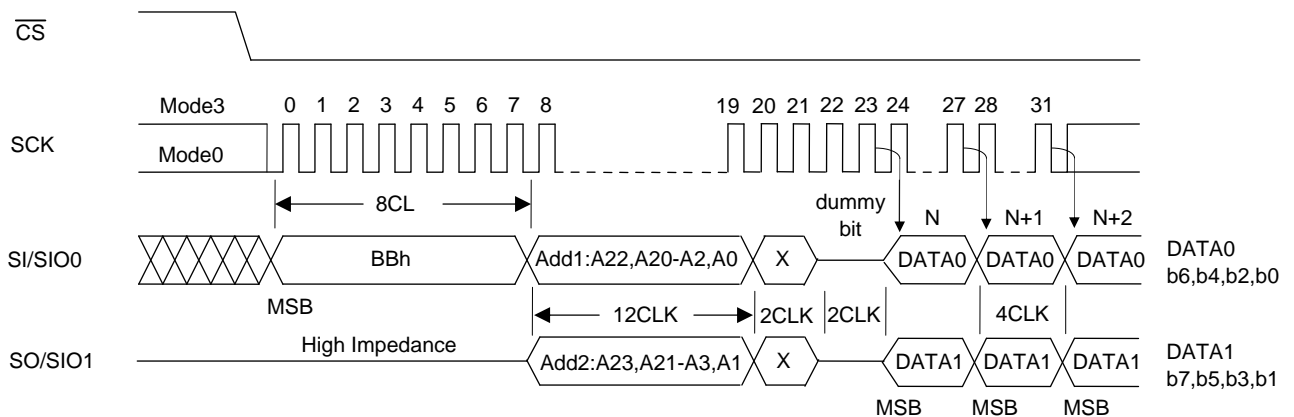 CS
Mode3 0 1 2 3 4 5 6 7 8 19 20 21 22 23 24 27 28 31
SCK
Mode0
8CL dummy bit N N+1 N+2
SI/SIO0 BBh Add1:A22,A20-A2,A0 X DATA0 DATA0 DATA0 DATA0
b6,b4,b2,b0
MSB 12CLK 2CLK 2CLK 4CLK
High Impedance
SO/SIO1 Add2:A23,A21-A3,A1 X DATA1 DATA1 DATA1 DATA1
b7,b5,b3,b1
MSB MSB MSB